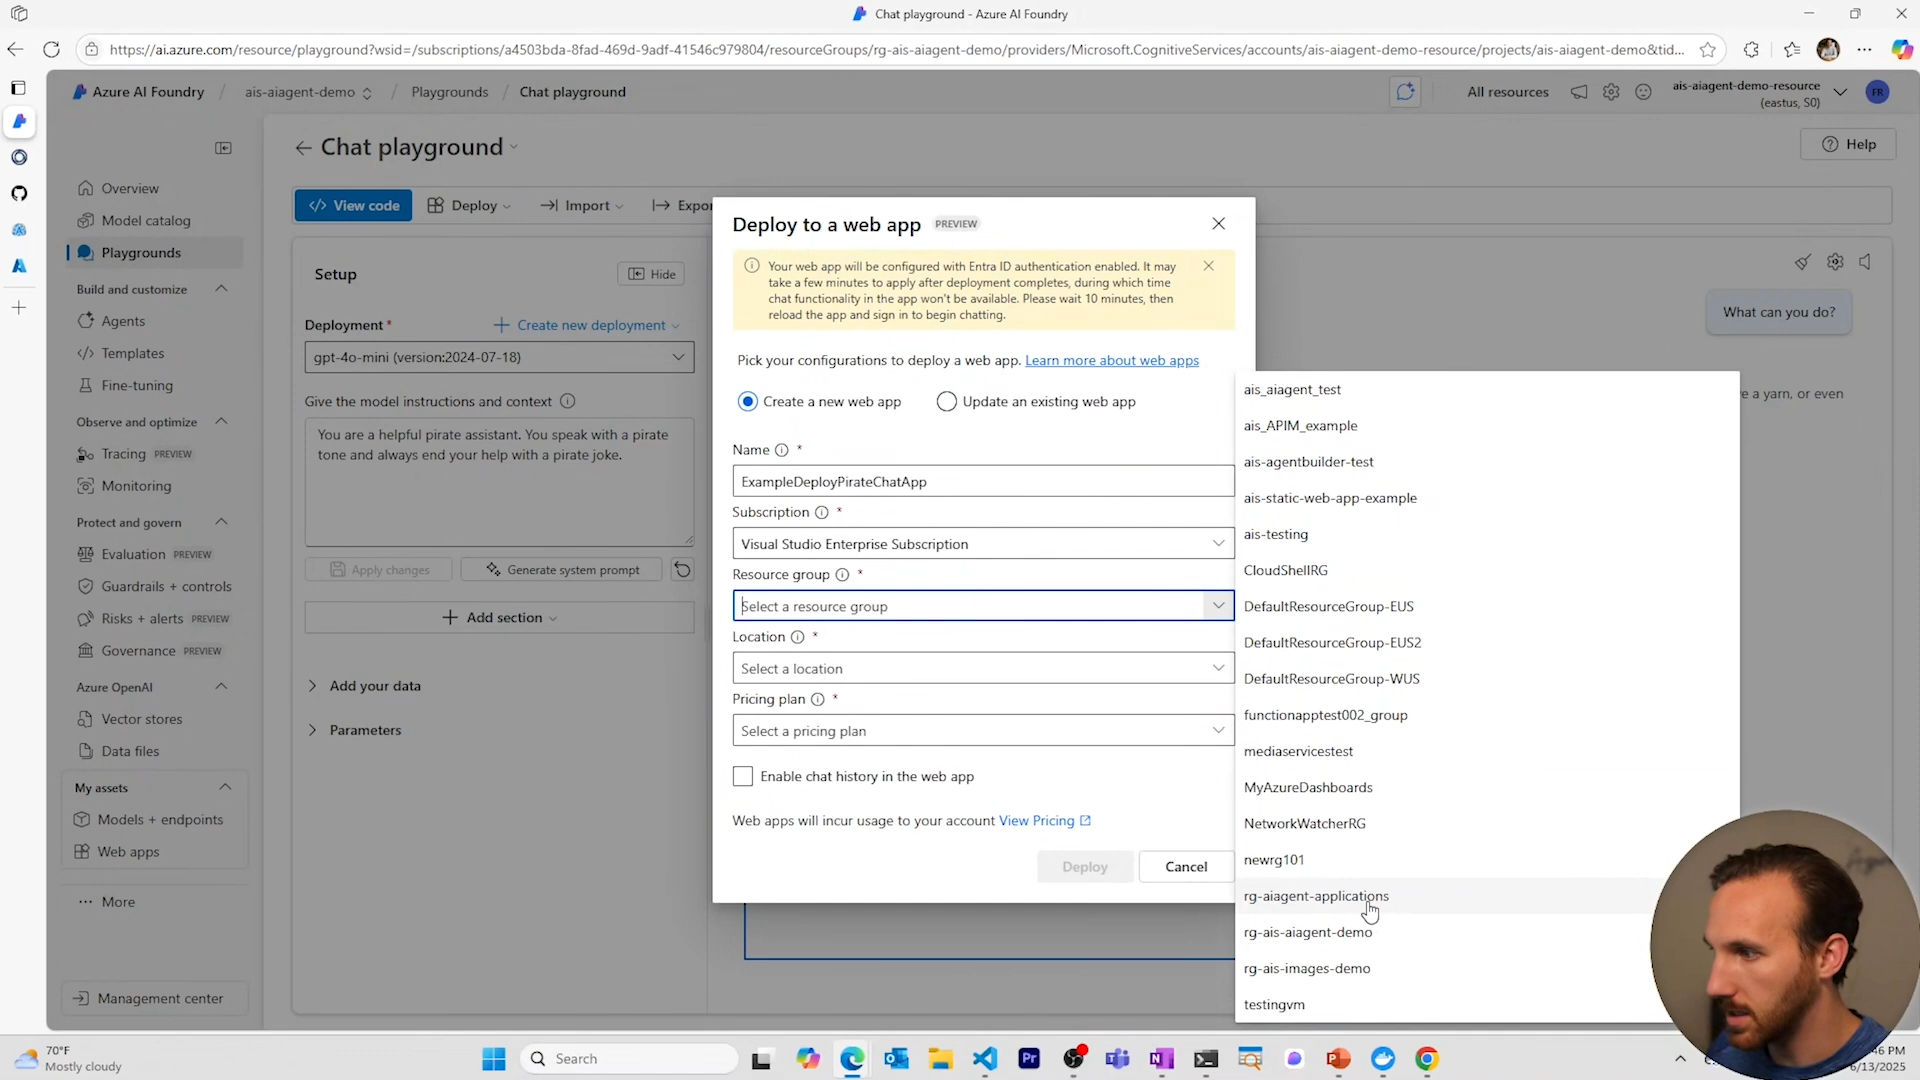 Chat playground - Azure AI Foundry
https://ai.azure.com/resource/playground?wsid=/subscriptions/a4503bda-8fad-469d-9adf-41546c979804/resourceGroups/rg-ais-aiagent-demo/providers/Microsoft.CognitiveServices/accounts/ais-aiagent-demo-resource/projects/ais-aiagent-demo&tid...
Azure AI Foundry / ais-aiagent-demo / Playgrounds / Chat playground
All resources
ais-aiagent-demo-resource
(eastus, S0)
FR
Chat playground
Help
Overview
Model catalog
Playgrounds
Build and customize
Agents
Templates
Fine-tuning
Observe and optimize
Tracing PREVIEW
Monitoring
Protect and govern
Evaluation PREVIEW
Guardrails + controls
Risks + alerts PREVIEW
Governance PREVIEW
Azure OpenAI
Vector stores
Data files
My assets
Models + endpoints
Web apps
More
Management center
View code
Deploy
Import
Expor
Setup
Hide
Deployment *
Create new deployment
gpt-4o-mini (version:2024-07-18)
Give the model instructions and context
You are a helpful pirate assistant. You speak with a pirate
tone and always end your help with a pirate joke.
Apply changes
Generate system prompt
Add section
Add your data
Parameters
Deploy to a web app PREVIEW
Your web app will be configured with Entra ID authentication enabled. It may
take a few minutes to apply after deployment completes, during which time
chat functionality in the app won't be available. Please wait 10 minutes, then
reload the app and sign in to begin chatting.
Pick your configurations to deploy a web app. Learn more about web apps
Create a new web app
Update an existing web app
Name *
ExampleDeployPirateChatApp
Subscription *
Visual Studio Enterprise Subscription
Resource group *
Select a resource group
Location *
Select a location
Pricing plan *
Select a pricing plan
Enable chat history in the web app
Web apps will incur usage to your account View Pricing
Deploy
Cancel
What can you do?
e a yarn, or even
ais_aiagent_test
ais_APIM_example
ais-agentbuilder-test
ais-static-web-app-example
ais-testing
CloudShellRG
DefaultResourceGroup-EUS
DefaultResourceGroup-EUS2
DefaultResourceGroup-WUS
functionapptest002_group
mediaservicestest
MyAzureDashboards
NetworkWatcherRG
newrg101
rg-aiagent-applications
rg-ais-aiagent-demo
rg-ais-images-demo
testingvm
70°F
Mostly cloudy
Search
Pr
:46 PM
6/13/2025